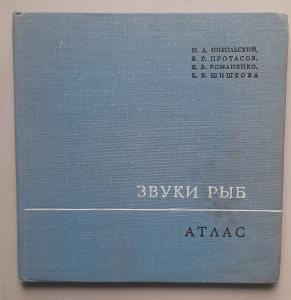 И. Д. НИКОЛЬСКИЙ,
В. Р. ПРОТАСОВ,
Е. В. РОМАНЕНКО,
Е. В. ШИШКОВА
ЗВУКИ РЫБ
АТЛАС